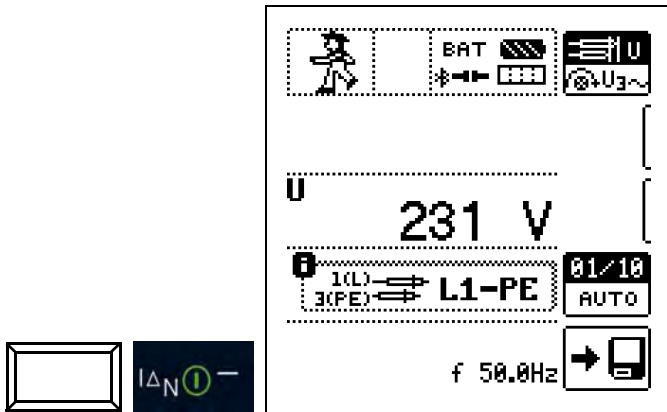 BAT
U
U3~
U
231 V
1(L)
3(PE)
L1-PE
01/10
AUTO
f 50.0Hz
IΔN I